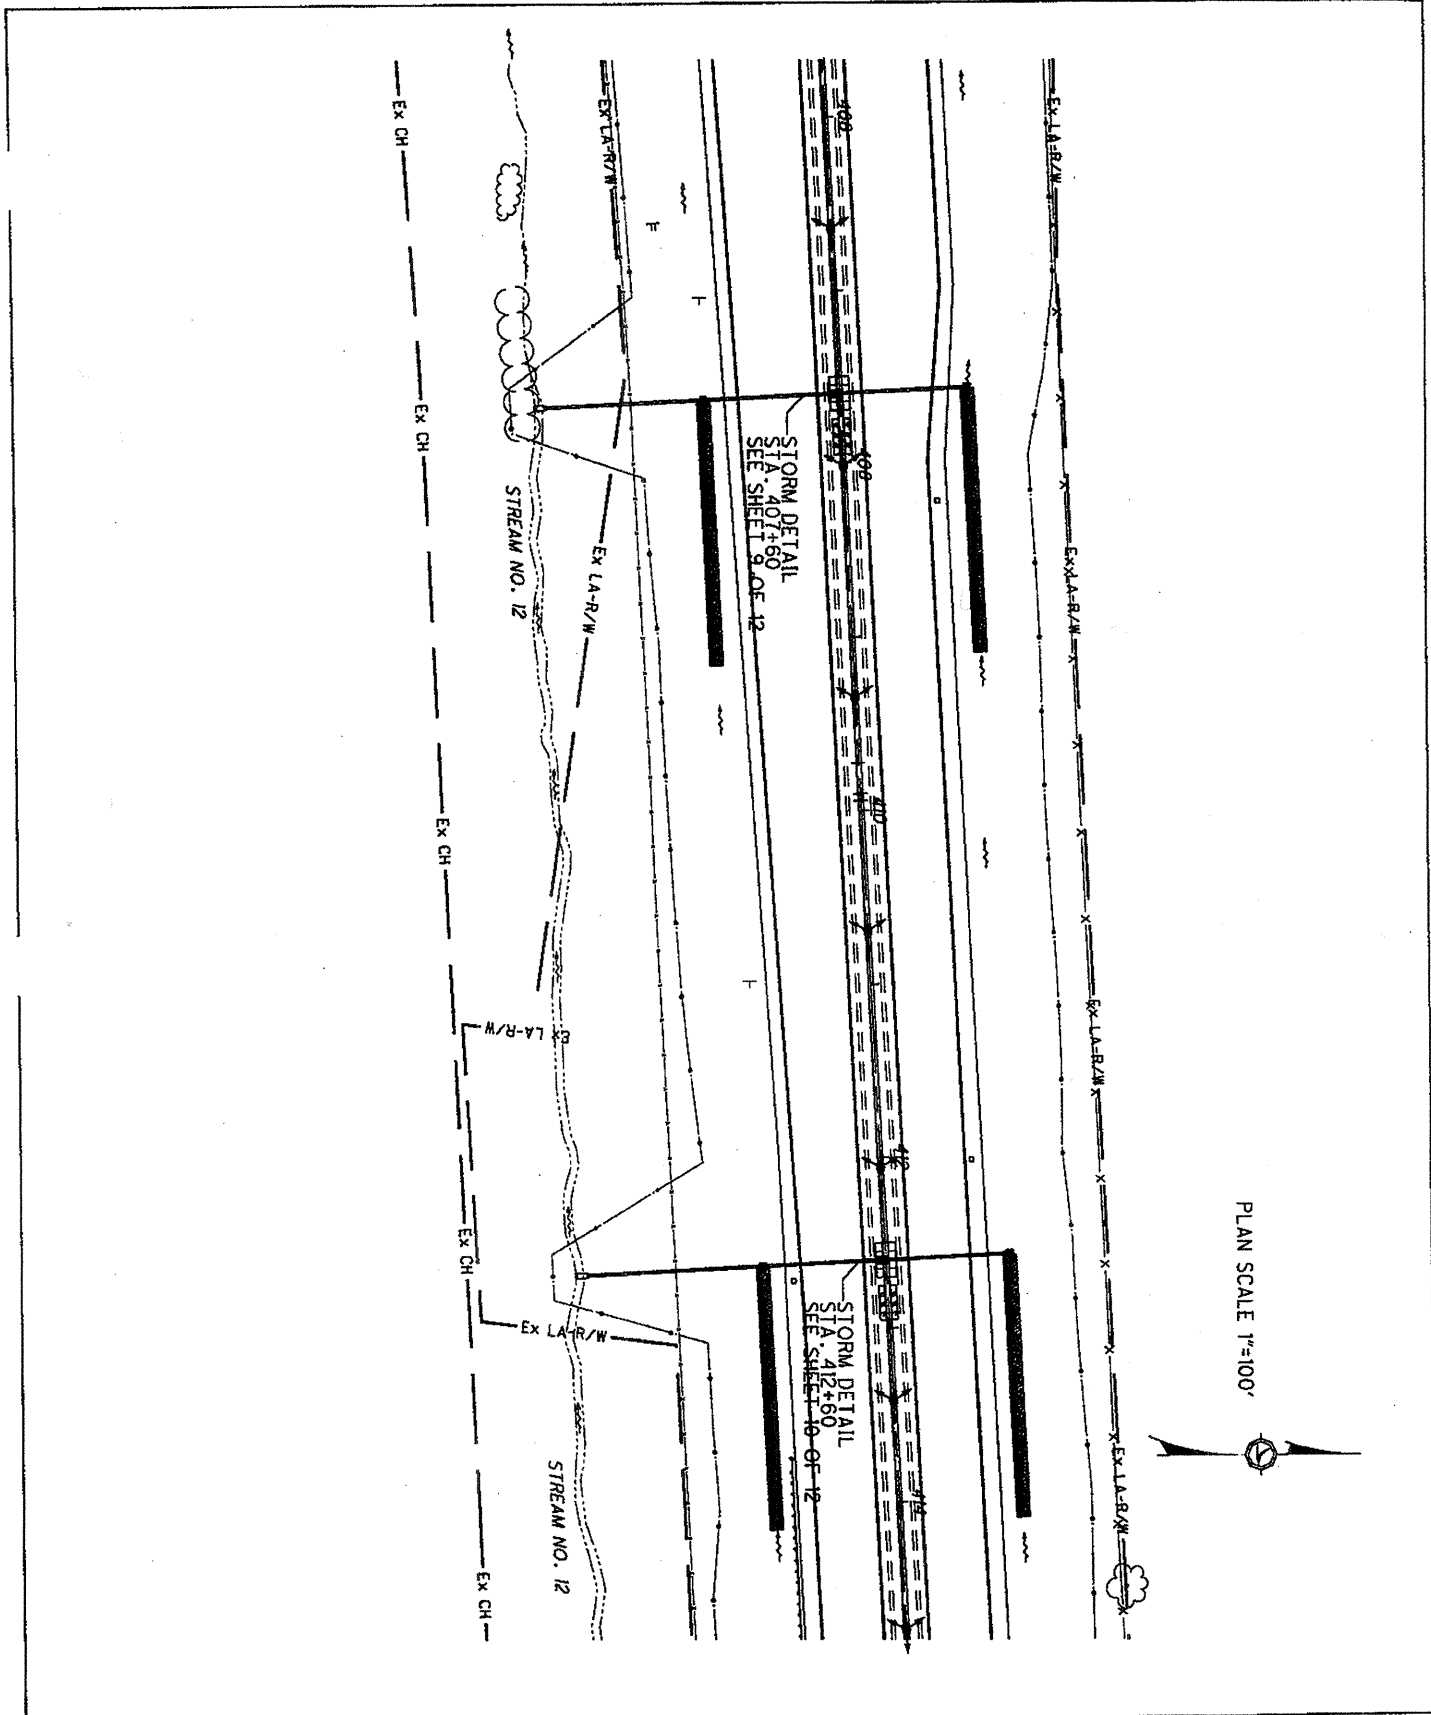 Ex CH
Ex LA-R/W
Ex LA-R/W
408
STORM DETAIL
STA. 407+60
SEE SHEET 9 OF 12
Ex CH
STREAM NO. 12
Ex LA-R/W
Ex LA-R/W
410
Ex CH
Ex LA-R/W
Ex LA-R/W
412
PLAN SCALE 1"=100'
Ex CH
Ex LA-R/W
STORM DETAIL
STA. 412+60
SEE SHEET 10 OF 12
Ex LA-R/W
414
STREAM NO. 12
Ex CH